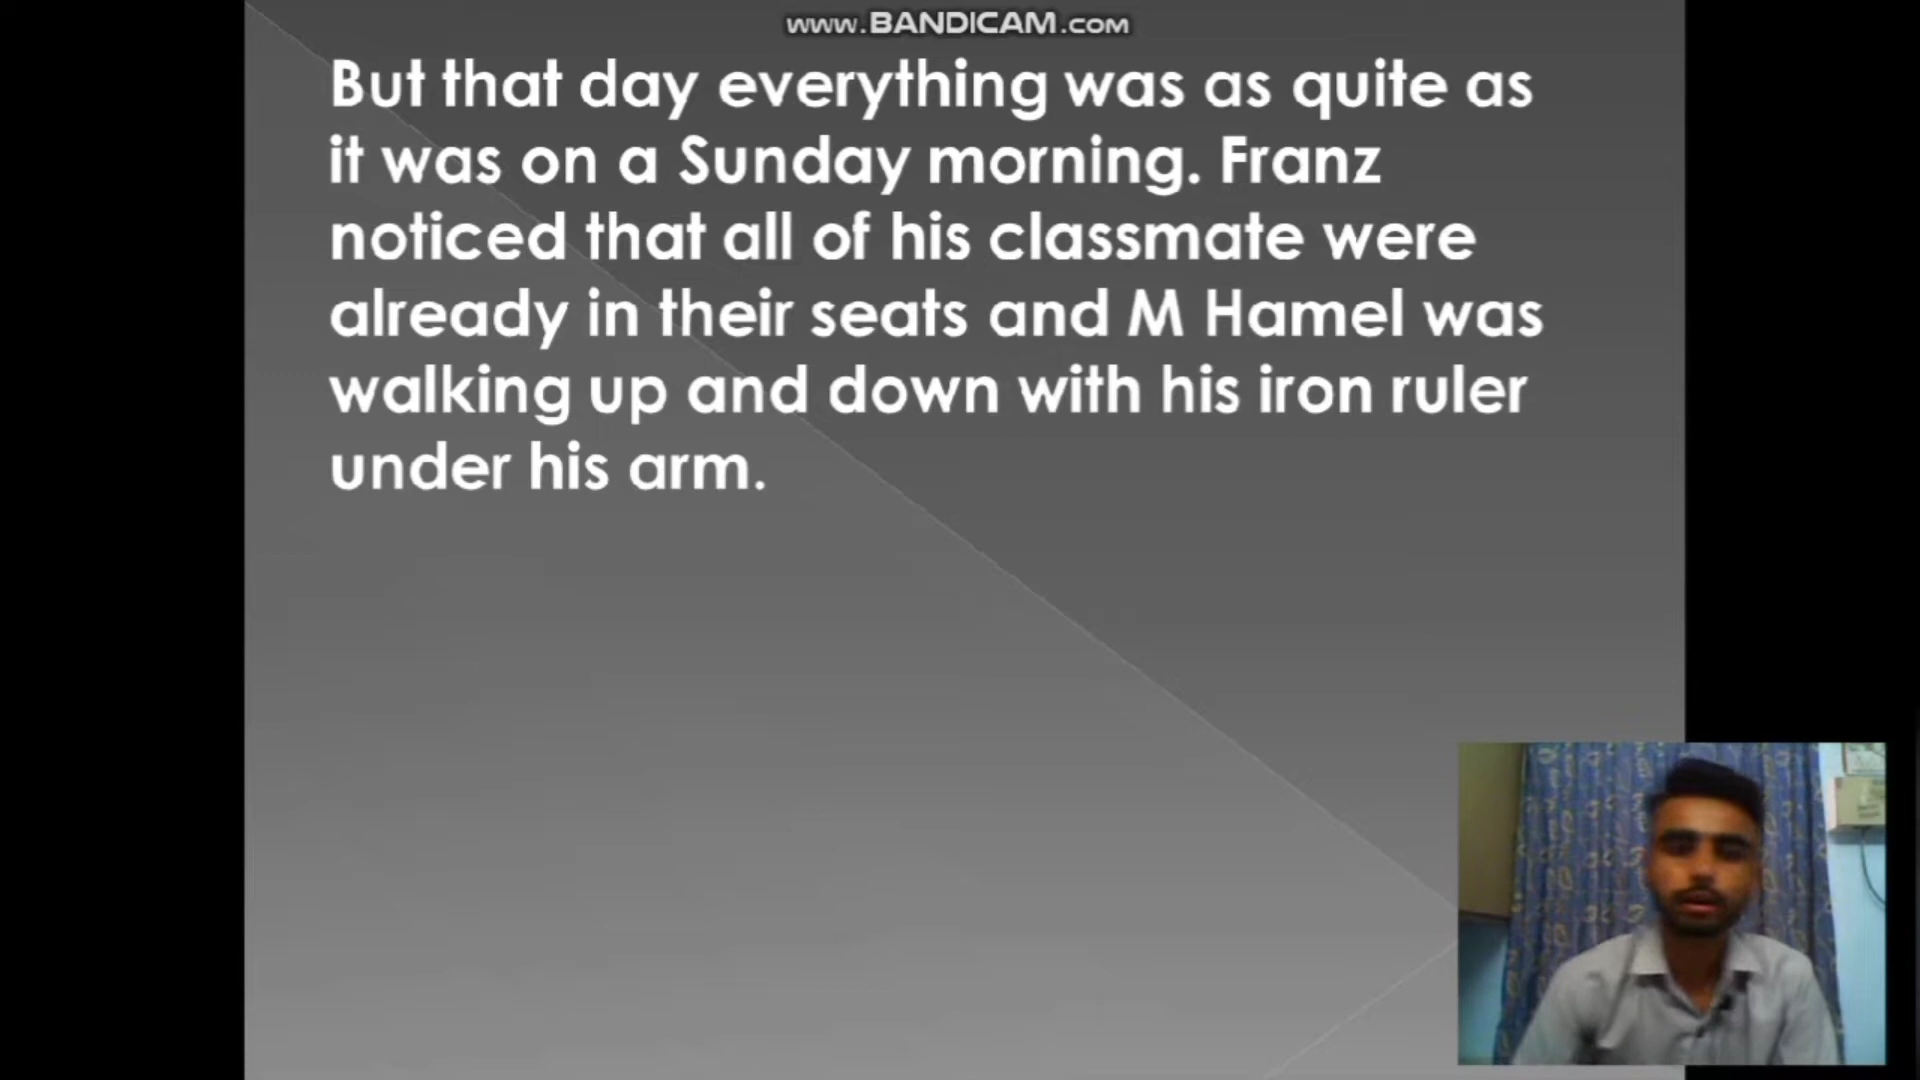 www.BANDICAM.com
But that day everything was as quite as
it was on a Sunday morning. Franz
noticed that all of his classmate were
already in their seats and M Hamel was
walking up and down with his iron ruler
under his arm.